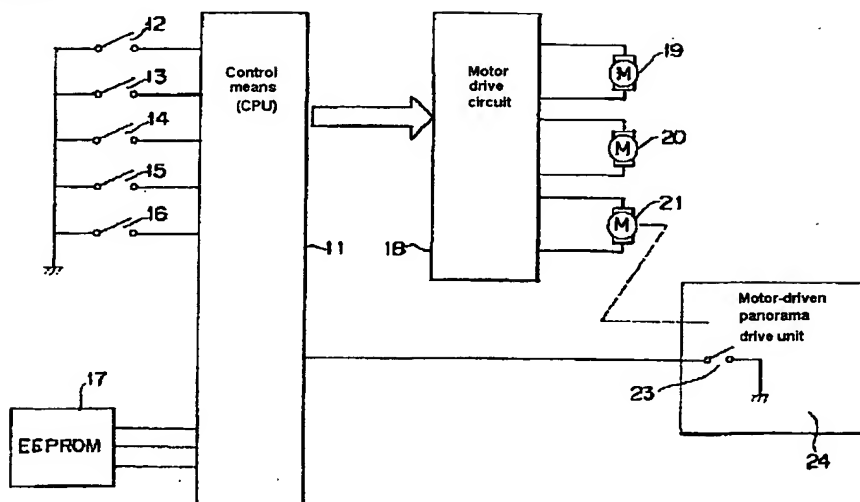 12
13
14
15
16
Control
means
(CPU)
11
Motor
drive
circuit
18
M
19
M
20
M
21
Motor-driven
panorama
drive unit
23
24
17
EEPROM